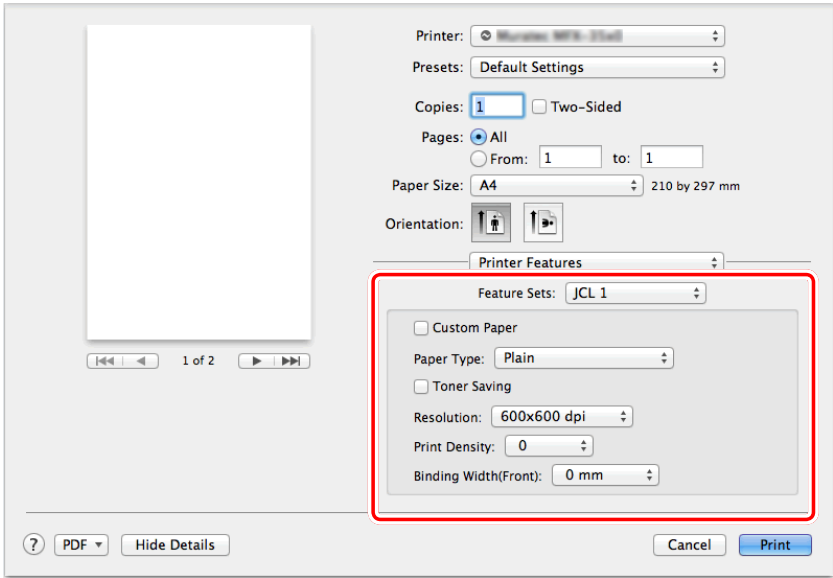 Printer:
Presets: Default Settings
Copies: 1 Two-Sided
Pages: All
From: 1 to: 1
Paper Size: A4 210 by 297 mm
Orientation:
Printer Features
Feature Sets: JCL 1
Custom Paper
Paper Type: Plain
Toner Saving
Resolution: 600x600 dpi
Print Density: 0
Binding Width(Front): 0 mm
1 of 2
? PDF Hide Details Cancel Print